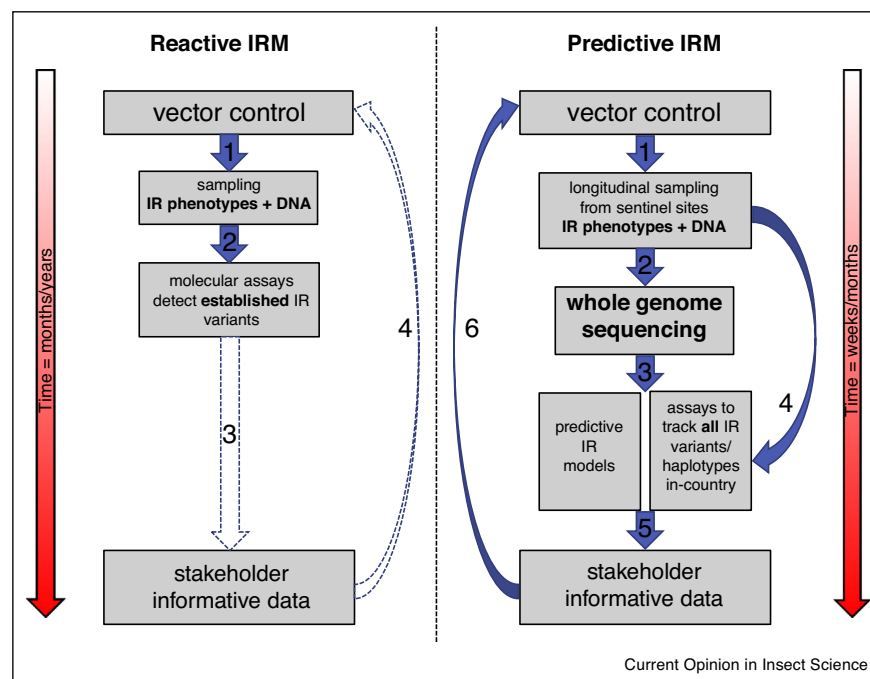 Reactive IRM
Time = months/years
vector control
1
sampling
IR phenotypes + DNA
2
molecular assays
detect established IR
variants
3
4
stakeholder
informative data
Predictive IRM
vector control
1
longitudinal sampling
from sentinel sites
IR phenotypes + DNA
2
whole genome
sequencing
3
predictive
IR
models
assays to
track all IR
variants/
haplotypes
in-country
4
5
6
stakeholder
informative data
Time = weeks/months
Current Opinion in Insect Science